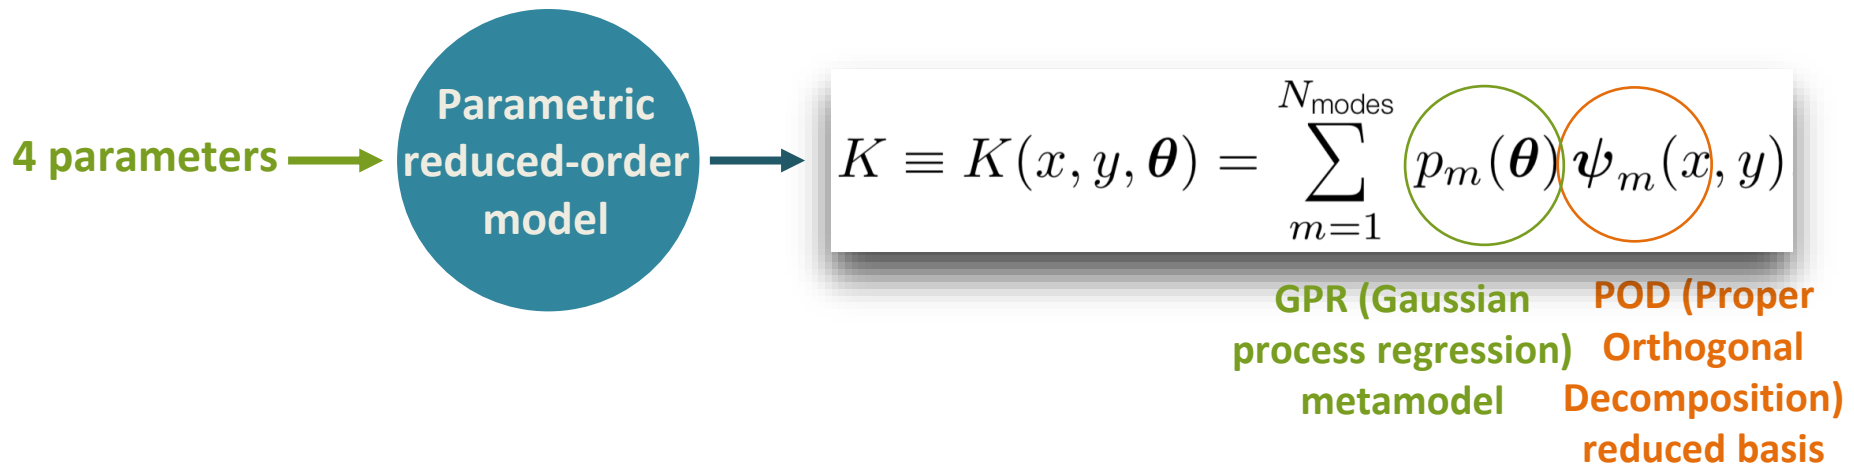 4 parameters
Parametric
reduced-order
model
K ≡ K(x, y, θ) = ∑_{m=1}^{N_modes} p_m(θ) ψ_m(x, y)
GPR (Gaussian
process regression)
metamodel
POD (Proper
Orthogonal
Decomposition)
reduced basis